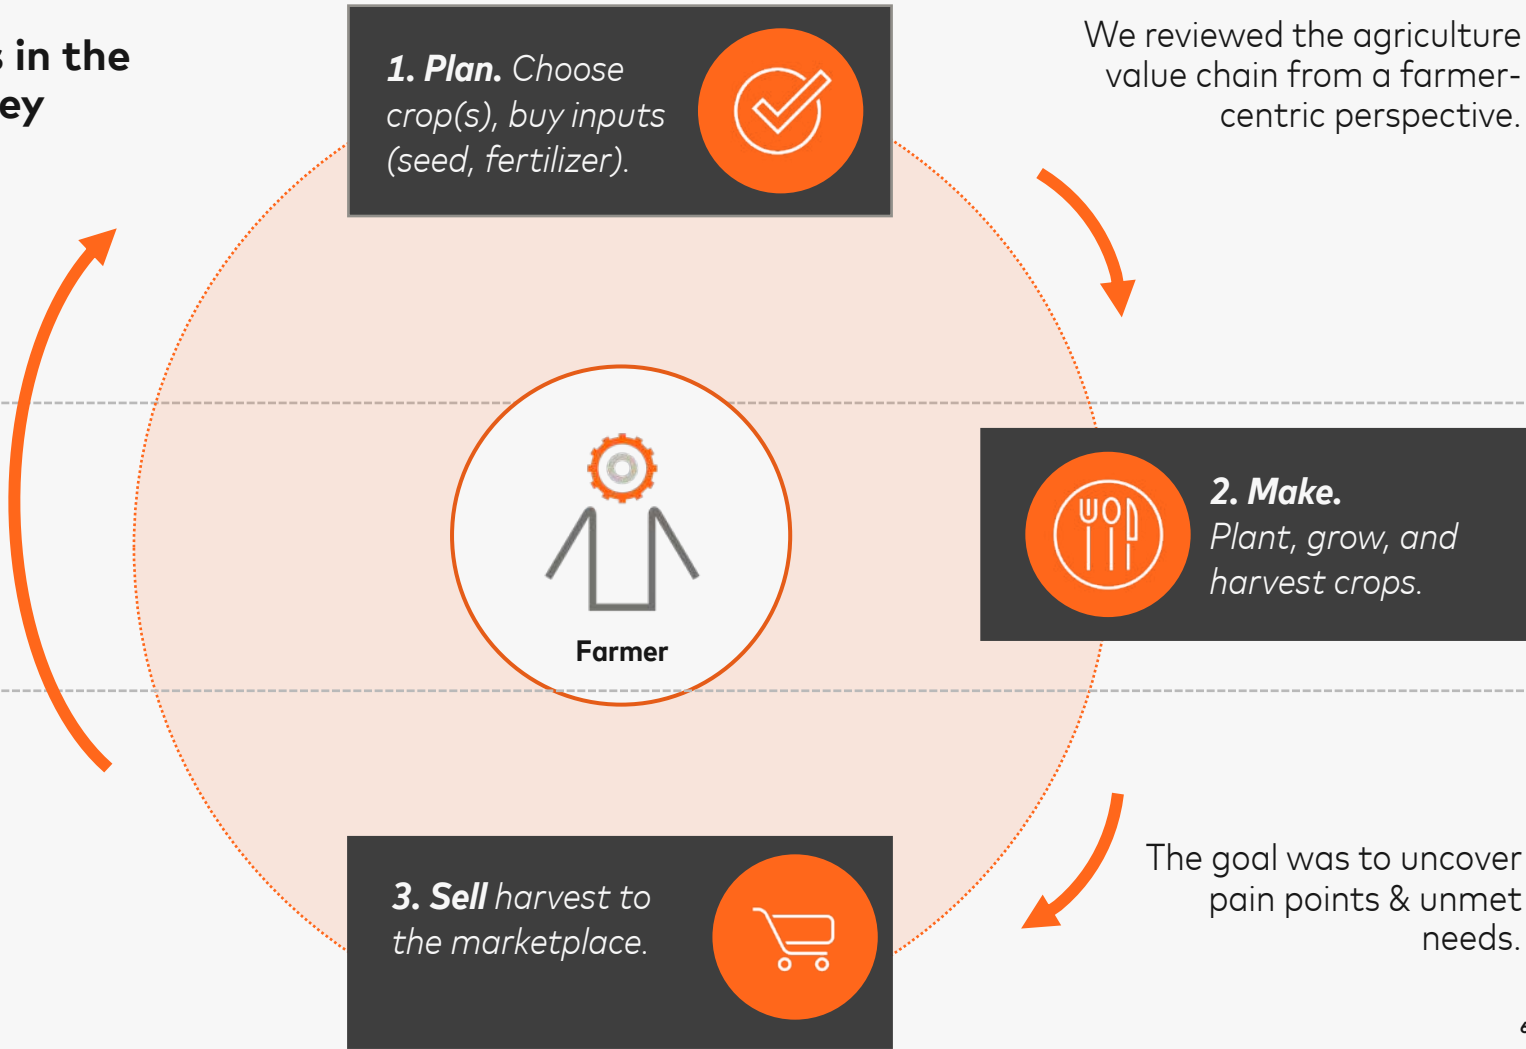 in the
1. Plan. Choose
crop(s), buy inputs
(seed, fertilizer).
We reviewed the agriculture
value chain from a farmer-
centric perspective.
Farmer
2. Make.
Plant, grow, and
harvest crops.
3. Sell harvest to
the marketplace.
The goal was to uncover
pain points & unmet
needs.